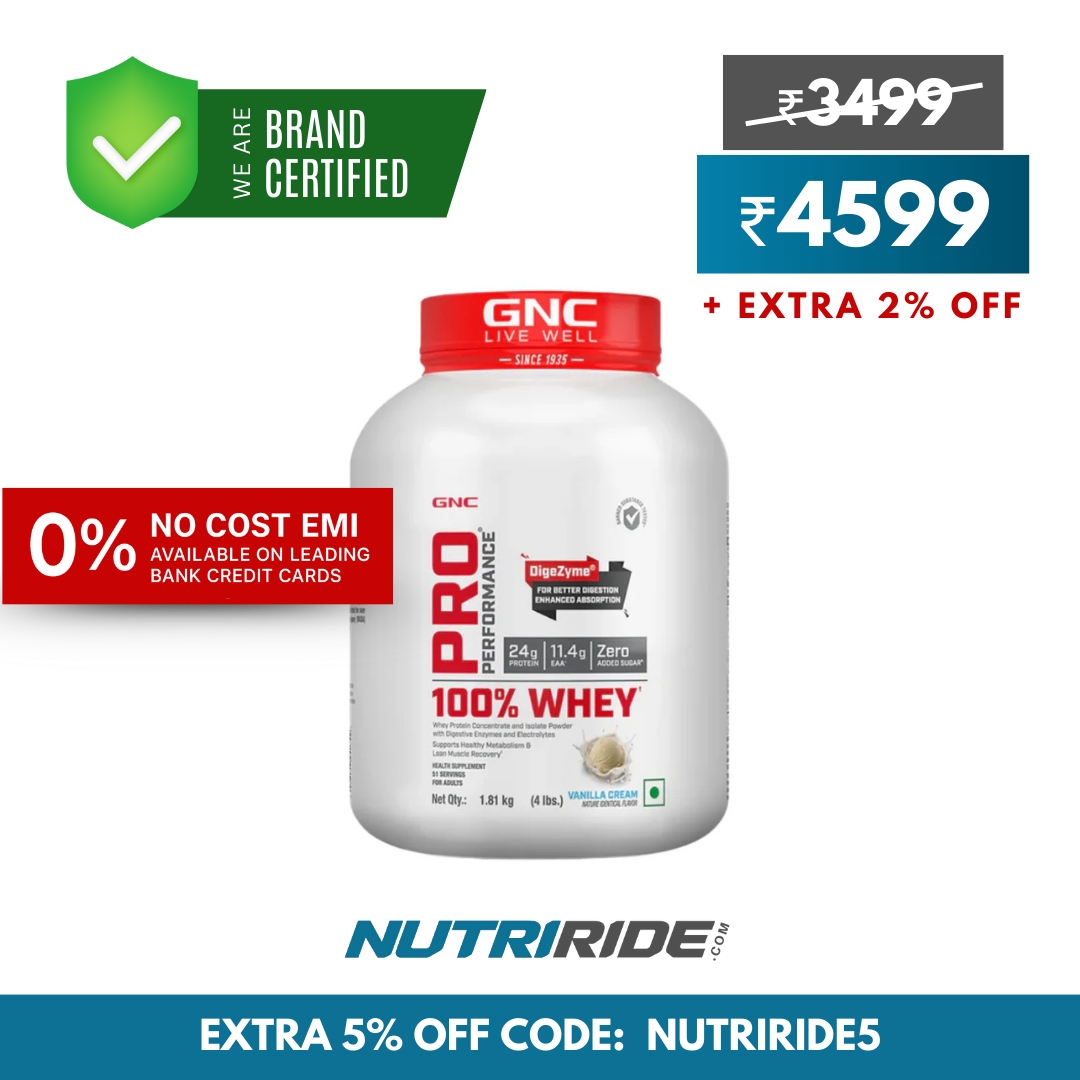 WE ARE
BRAND
CERTIFIED
₹3499
₹4599
+ EXTRA 2% OFF
GNC
LIVE WELL
— SINCE 1935 —
0%
NO COST EMI
AVAILABLE ON LEADING
BANK CREDIT CARDS
GNC
PRO
PERFORMANCE®
DigeZyme®
FOR BETTER DIGESTION
ENHANCED ABSORPTION
24g PROTEIN
11.4g EAA
Zero ADDED SUGAR
100% WHEY
Whey Protein Concentrate and Isolate Powder
with Digestive Enzymes and Electrolytes
Supports Healthy Metabolism &
Lean Muscle Recovery
HEALTH SUPPLEMENT
51 SERVINGS
FOR ADULTS
Net Qty.: 1.81 kg (4 lbs.)
VANILLA CREAM
NATURE IDENTICAL FLAVOR
NUTRIRIDE.COM
EXTRA 5% OFF CODE: NUTRIRIDE5